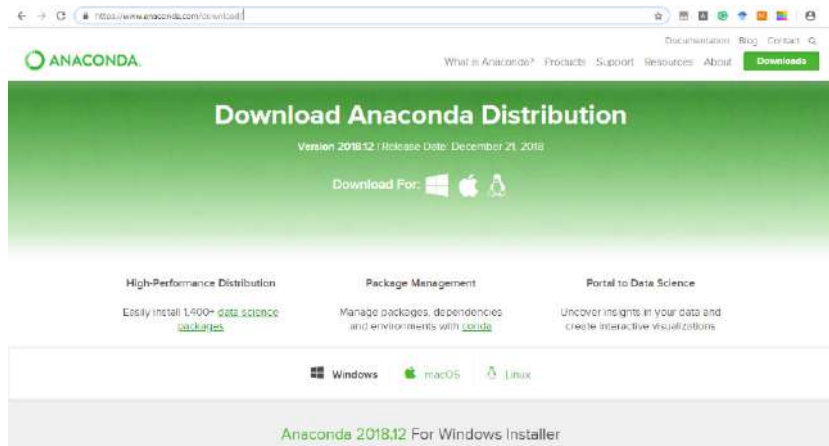 https://www.anaconda.com/download/
Documentation Blog Contact
ANACONDA.
What is Anaconda? Products Support Resources About Downloads
Download Anaconda Distribution
Version 2018.12 | Release Date: December 21, 2018
Download For:
High-Performance Distribution
Easily install 1,400+ data science
packages
Package Management
Manage packages, dependencies
and environments with conda
Portal to Data Science
Uncover insights in your data and
create interactive visualizations
Windows macOS Linux
Anaconda 2018.12 For Windows Installer